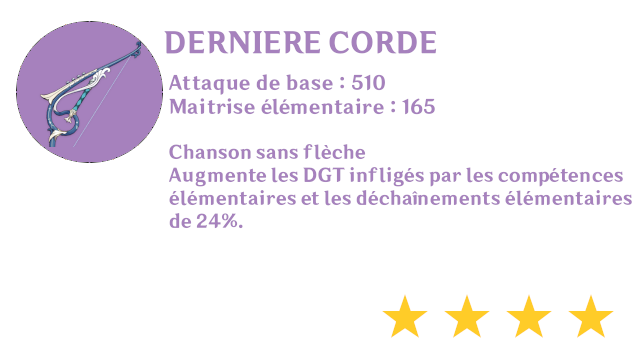 DERNIERE CORDE
Attaque de base : 510
Maitrise élémentaire : 165
Chanson sans flèche
Augmente les DGT infligés par les compétences
élémentaires et les déchaînements élémentaires
de 24%.